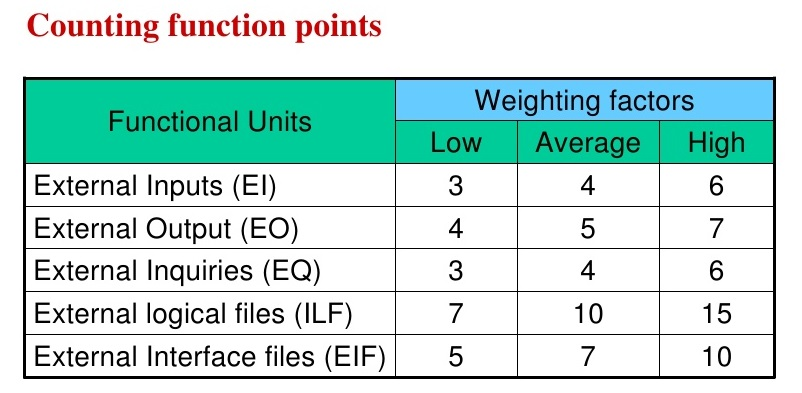 Counting function points
Functional Units
Weighting factors
Low Average High
External Inputs (EI) 3 4 6
External Output (EO) 4 5 7
External Inquiries (EQ) 3 4 6
External logical files (ILF) 7 10 15
External Interface files (EIF) 5 7 10